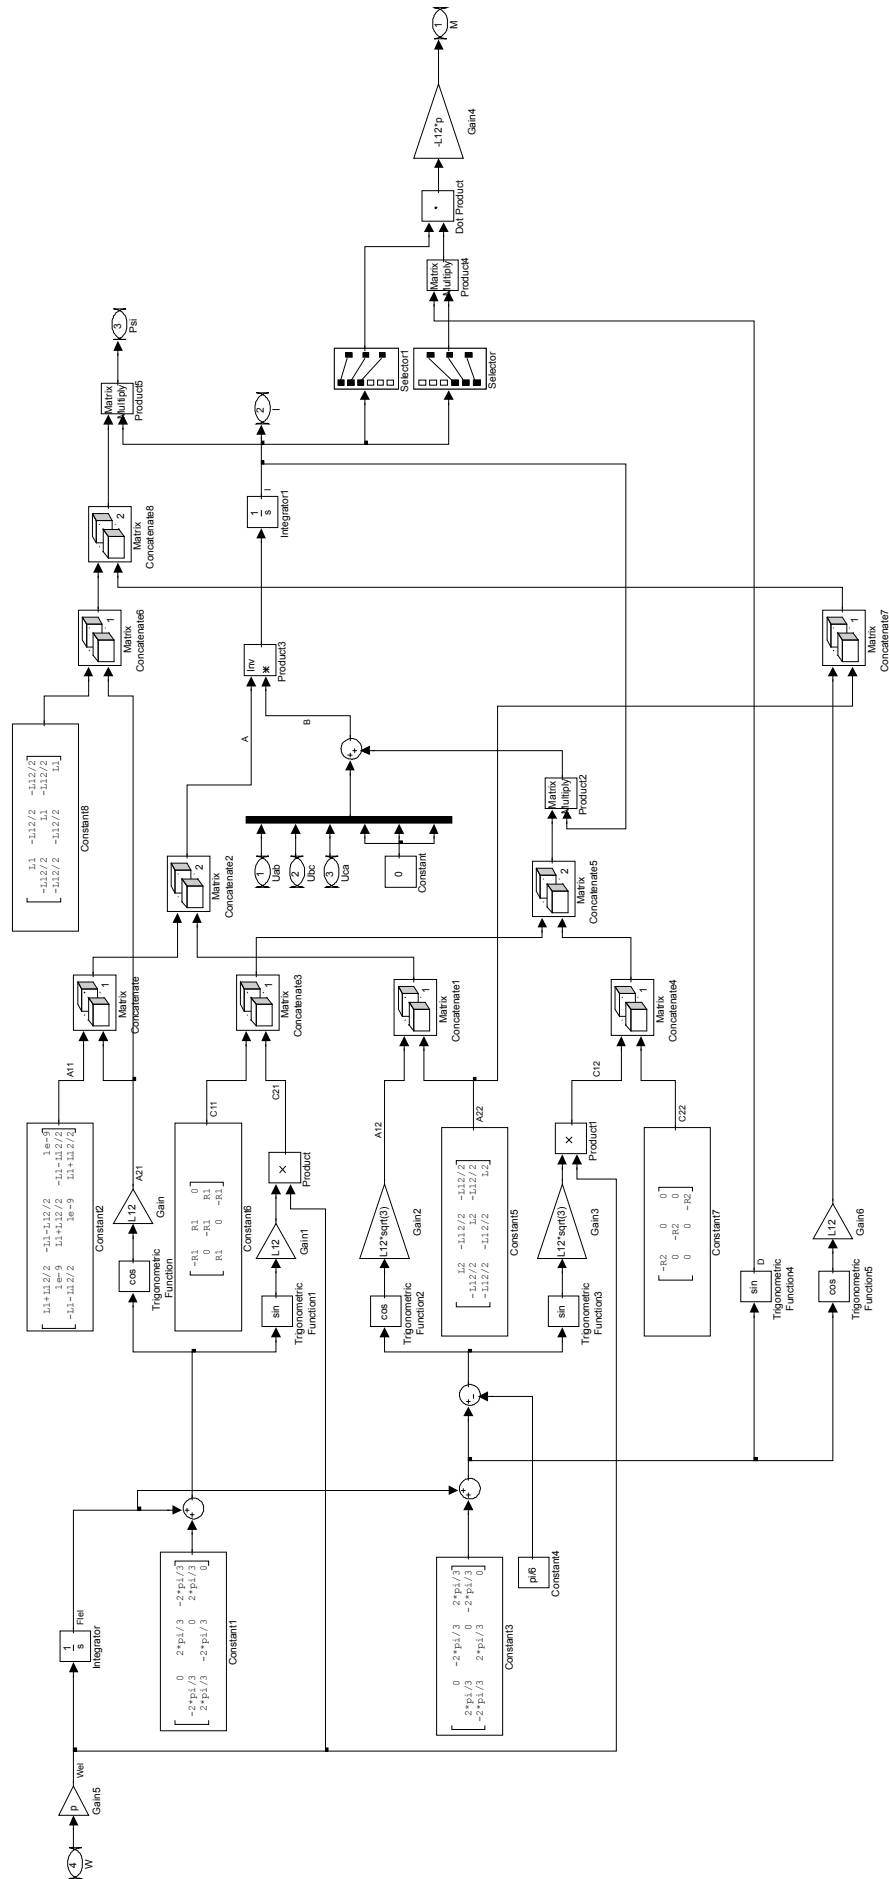 4
W
p
Gain5
Wel
1
s
Integrator
Fiel
0 2*pi/3 -2*pi/3
-2*pi/3 0 2*pi/3
2*pi/3 -2*pi/3 0
Constant1
0 -2*pi/3 2*pi/3
2*pi/3 0 -2*pi/3
-2*pi/3 2*pi/3 0
Constant3
pi/6
Constant4
L1+L12/2 -L1-L12/2 1e-9
1e-9 L1+L12/2 -L1-L12/2
-L1-L12/2 1e-9 L1+L12/2
Constant2
A11
cos
Trigonometric
Function
L12
Gain
A21
-R1 R1 0
0 -R1 R1
R1 0 -R1
Constant6
C11
sin
Trigonometric
Function1
L12
Gain1
×
Product
C21
cos
Trigonometric
Function2
L12*sqrt(3)
Gain2
A12
L2 -L12/2 -L12/2
-L12/2 L2 -L12/2
-L12/2 -L12/2 L2
Constant5
A22
sin
Trigonometric
Function3
L12*sqrt(3)
Gain3
×
Product1
C12
-R2 0 0
0 -R2 0
0 0 -R2
Constant7
C22
sin
Trigonometric
Function4
D
cos
Trigonometric
Function5
L12
Gain6
1
Matrix
Concatenate
1
Matrix
Concatenate3
1
Matrix
Concatenate1
1
Matrix
Concatenate4
L1 -L12/2 -L12/2
-L12/2 L1 -L12/2
-L12/2 -L12/2 L1
Constant8
2
Matrix
Concatenate2
1
Uab
2
Ubc
3
Uca
0
Constant
2
Matrix
Concatenate5
Matrix
Multiply
Product2
A
B
Inv
Product3
1
Matrix
Concatenate6
1
Matrix
Concatenate7
2
Matrix
Concatenate8
1
s
Integrator1
I
2
I
Matrix
Multiply
Product5
3
Psi
Selector1
Selector
Matrix
Multiply
Product4
Dot Product
-L12*p
Gain4
1
M